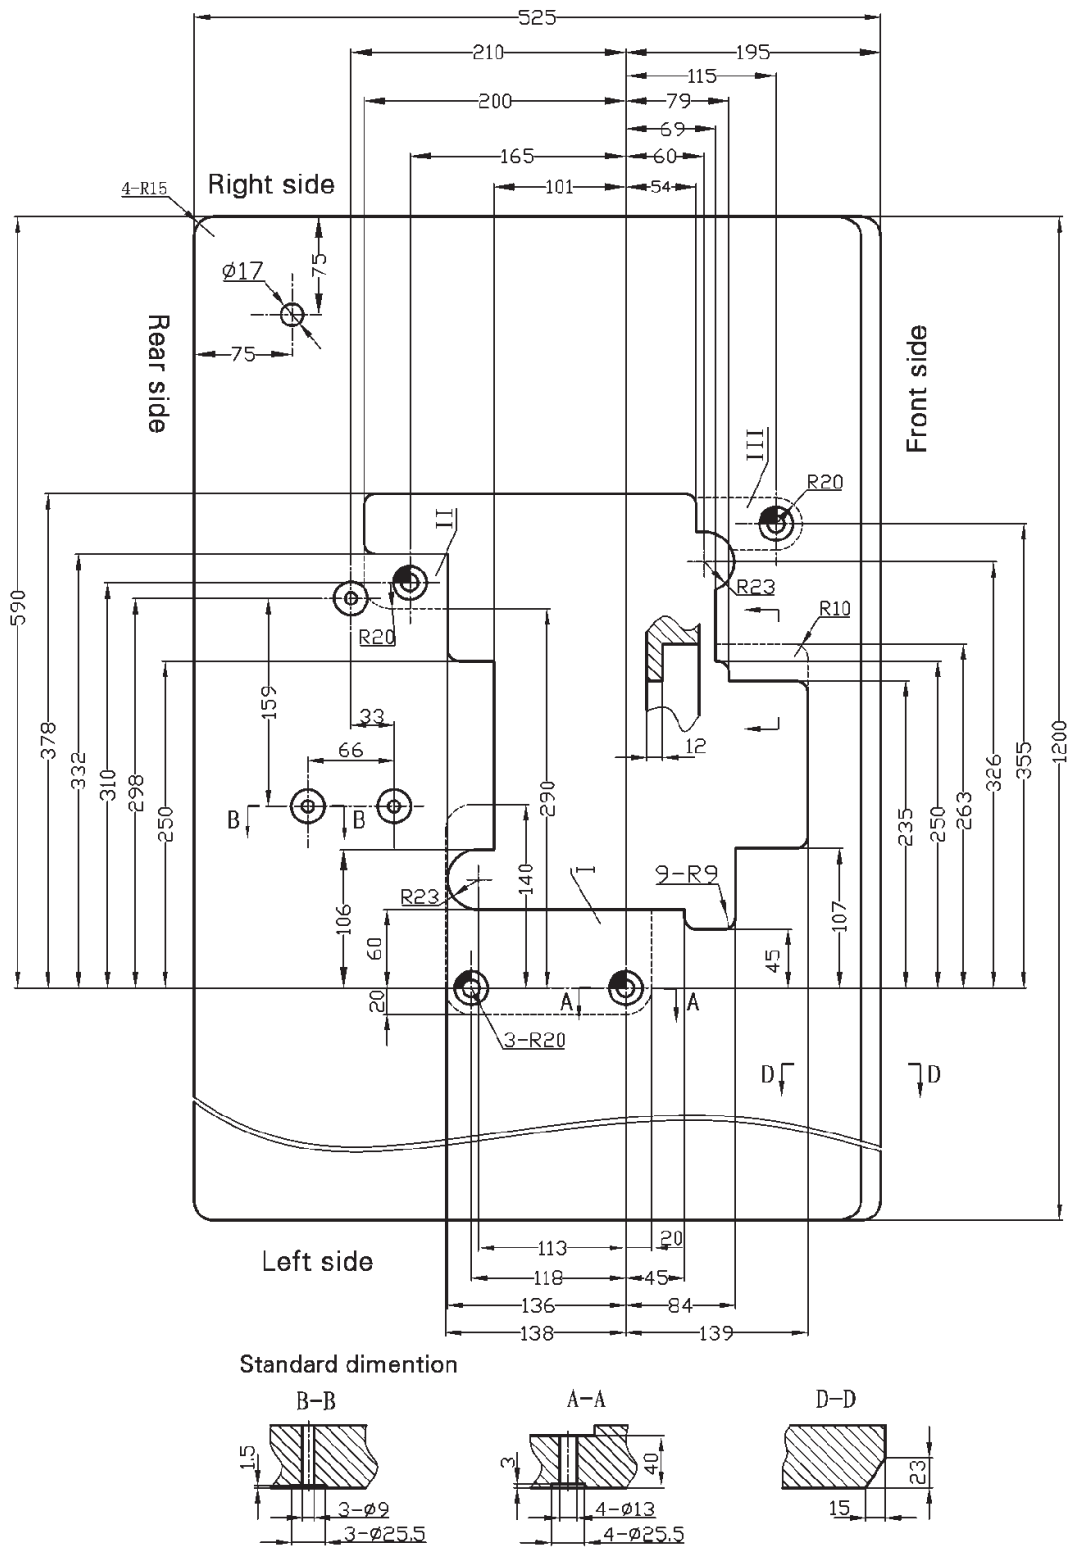 525
210
195
115
200
79
69
165
60
101
54
4-R15
Right side
Ø17
75
75
Rear side
Front side
III
R20
II
R23
R20
R10
590
378
332
310
298
250
159
33
66
290
12
1200
355
326
263
250
235
B
B
140
I
9-R9
R23
106
60
107
45
20
A
A
3-R20
D
D
113
20
118
45
136
84
138
139
Left side
Standard dimention
B-B
A-A
D-D
1.5
3
40
23
15
3-Ø9
4-Ø13
3-Ø25.5
4-Ø25.5